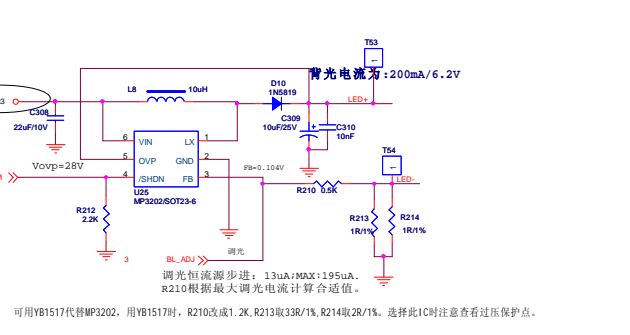 T53
背光电流为:200mA/6.2V
L8
10uH
D10
1N5819
LED+
3
C308
22uF/10V
C309
10uF/25V
C310
10nF
6
VIN
LX
1
5
OVP
GND
2
4
/SHDN
FB
3
Vovp=28V
FB=0.104V
U25
MP3202/SOT23-6
T54
LED-
R210
0.5K
R212
2.2K
R213
1R/1%
R214
1R/1%
3
BL_ADJ
调光
调光恒流源步进: 13uA;MAX:195uA.
R210根据最大调光电流计算合适值。
可用YB1517代替MP3202，用YB1517时，R210改成1.2K,R213取33R/1%,R214取2R/1%。选择此IC时注意查看过压保护点。